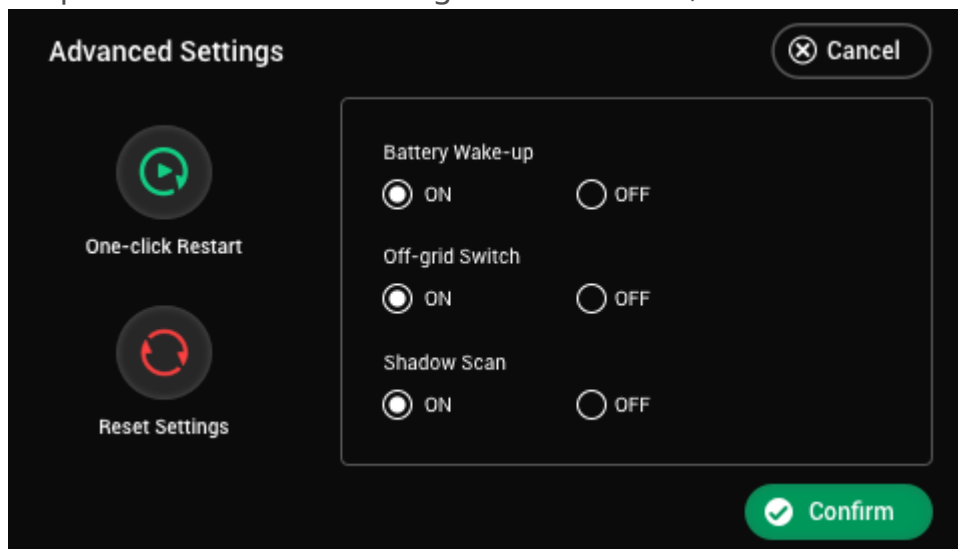 Advanced Settings
Cancel
One-click Restart
Reset Settings
Battery Wake-up
ON OFF
Off-grid Switch
ON OFF
Shadow Scan
ON OFF
Confirm